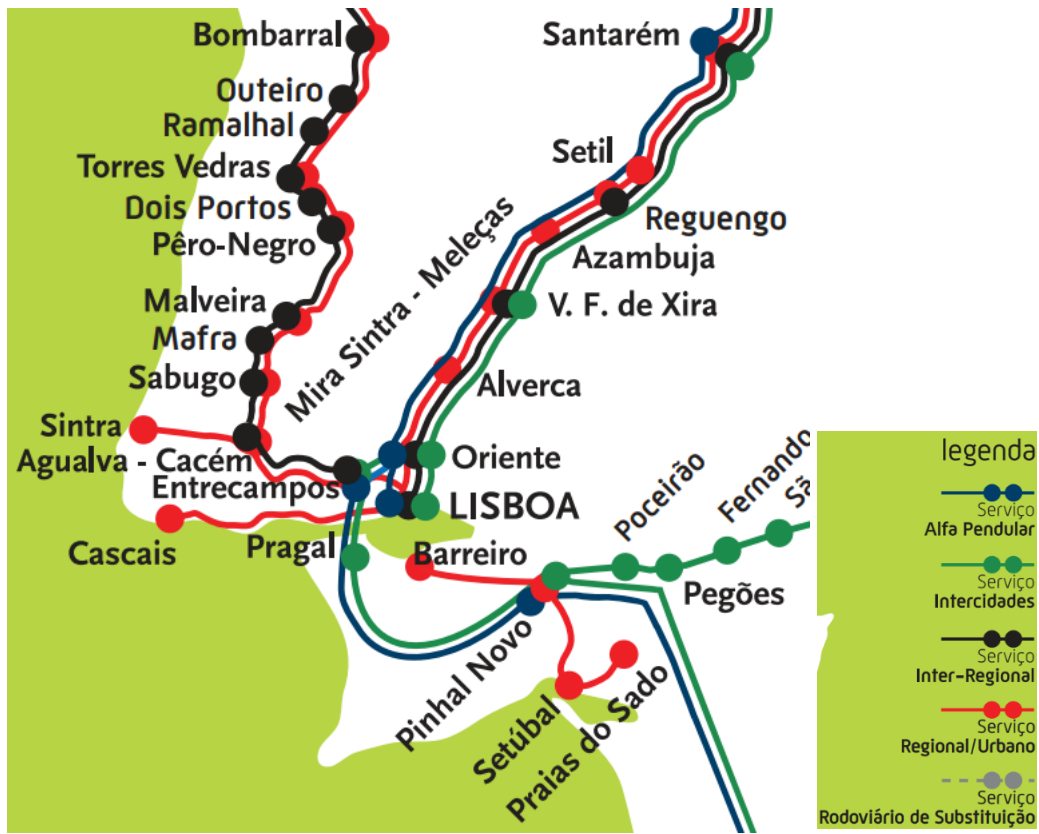 Bombarral
Santarém
Outeiro
Ramalhal
Setil
Torres Vedras
Dois Portos
Reguengo
Pêro-Negro
Azambuja
Mira Sintra - Meleças
Malveira
V. F. de Xira
Mafra
Sabugo
Alverca
Sintra
Agualva - Cacém
Oriente
Entrecampos
LISBOA
Cascais
Pragal
Barreiro
Poceirão
Fernando
Sã
Pegões
Pinhal Novo
Setúbal
Praias do Sado
legenda
Serviço
Alfa Pendular
Serviço
Intercidades
Serviço
Inter-Regional
Serviço
Regional/Urbano
Serviço
Rodoviário de Substituição